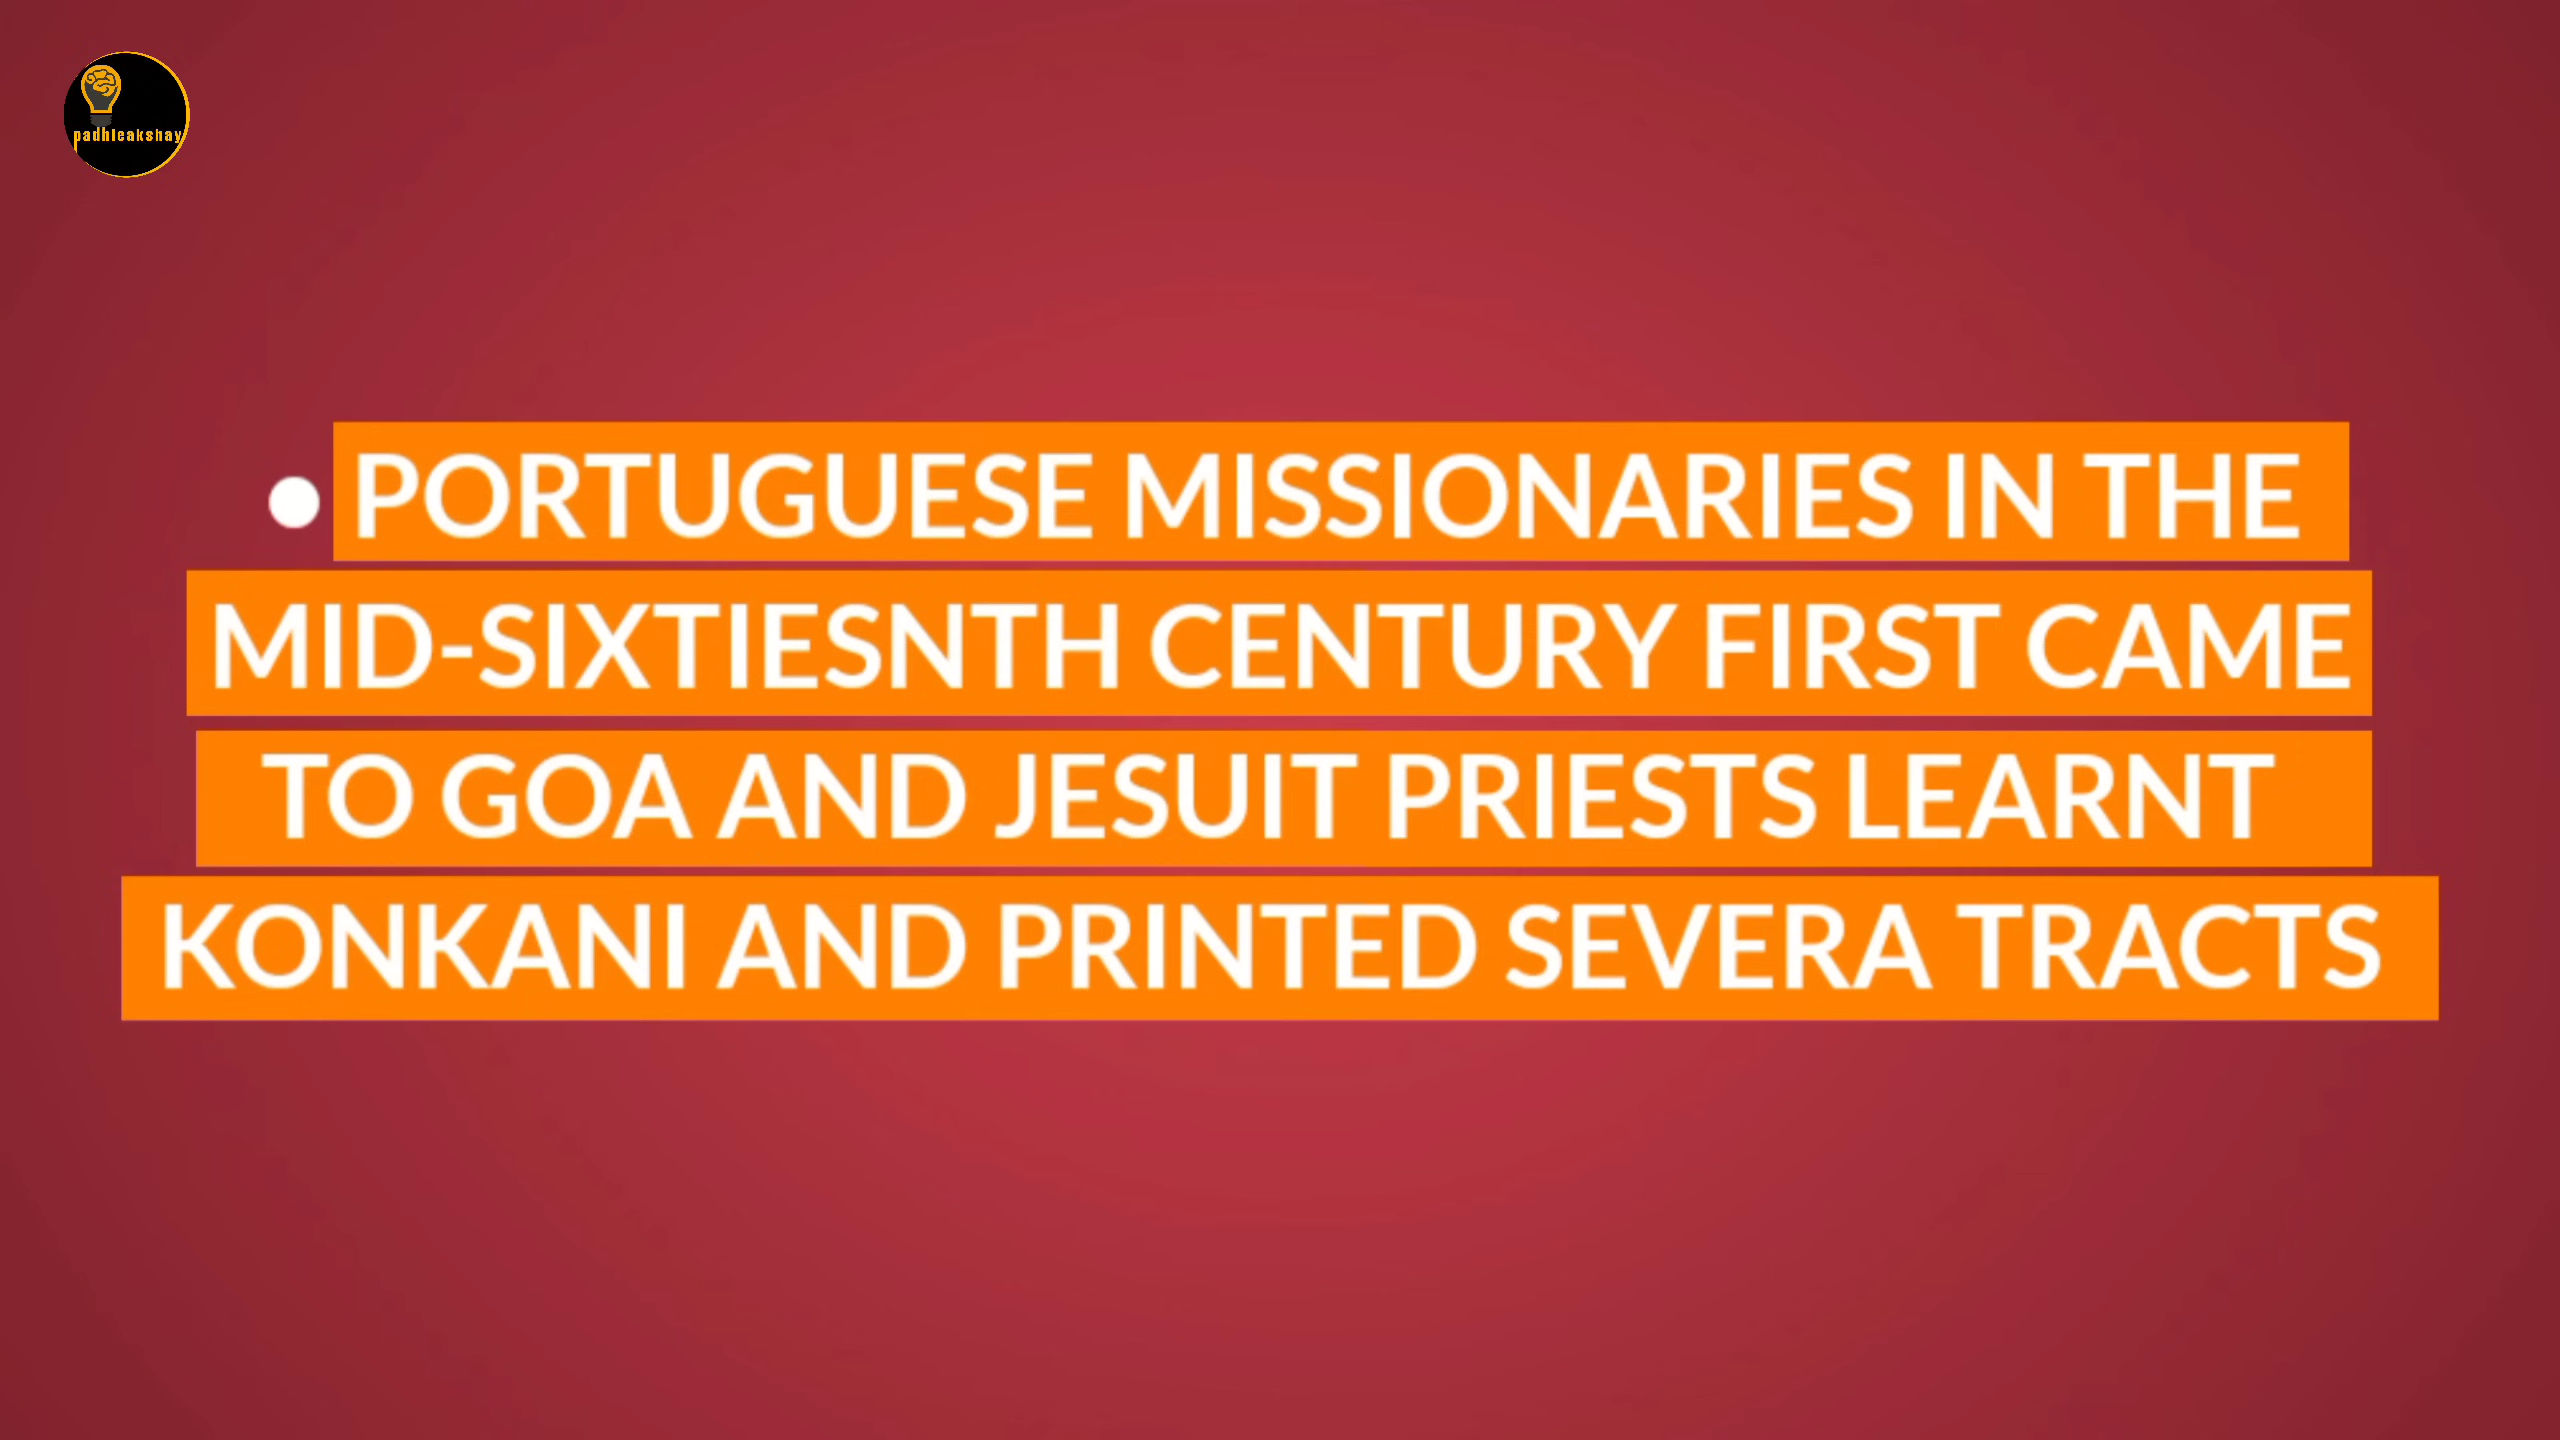 padhleakshay
• PORTUGUESE MISSIONARIES IN THE
MID-SIXTIESNTH CENTURY FIRST CAME
TO GOA AND JESUIT PRIESTS LEARNT
KONKANI AND PRINTED SEVERA TRACTS